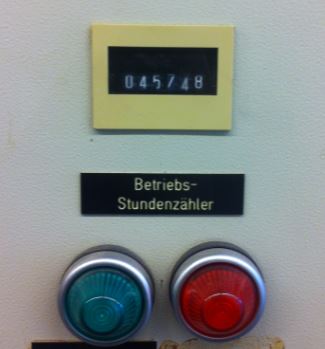 045748
Betriebs-
Stundenzähler